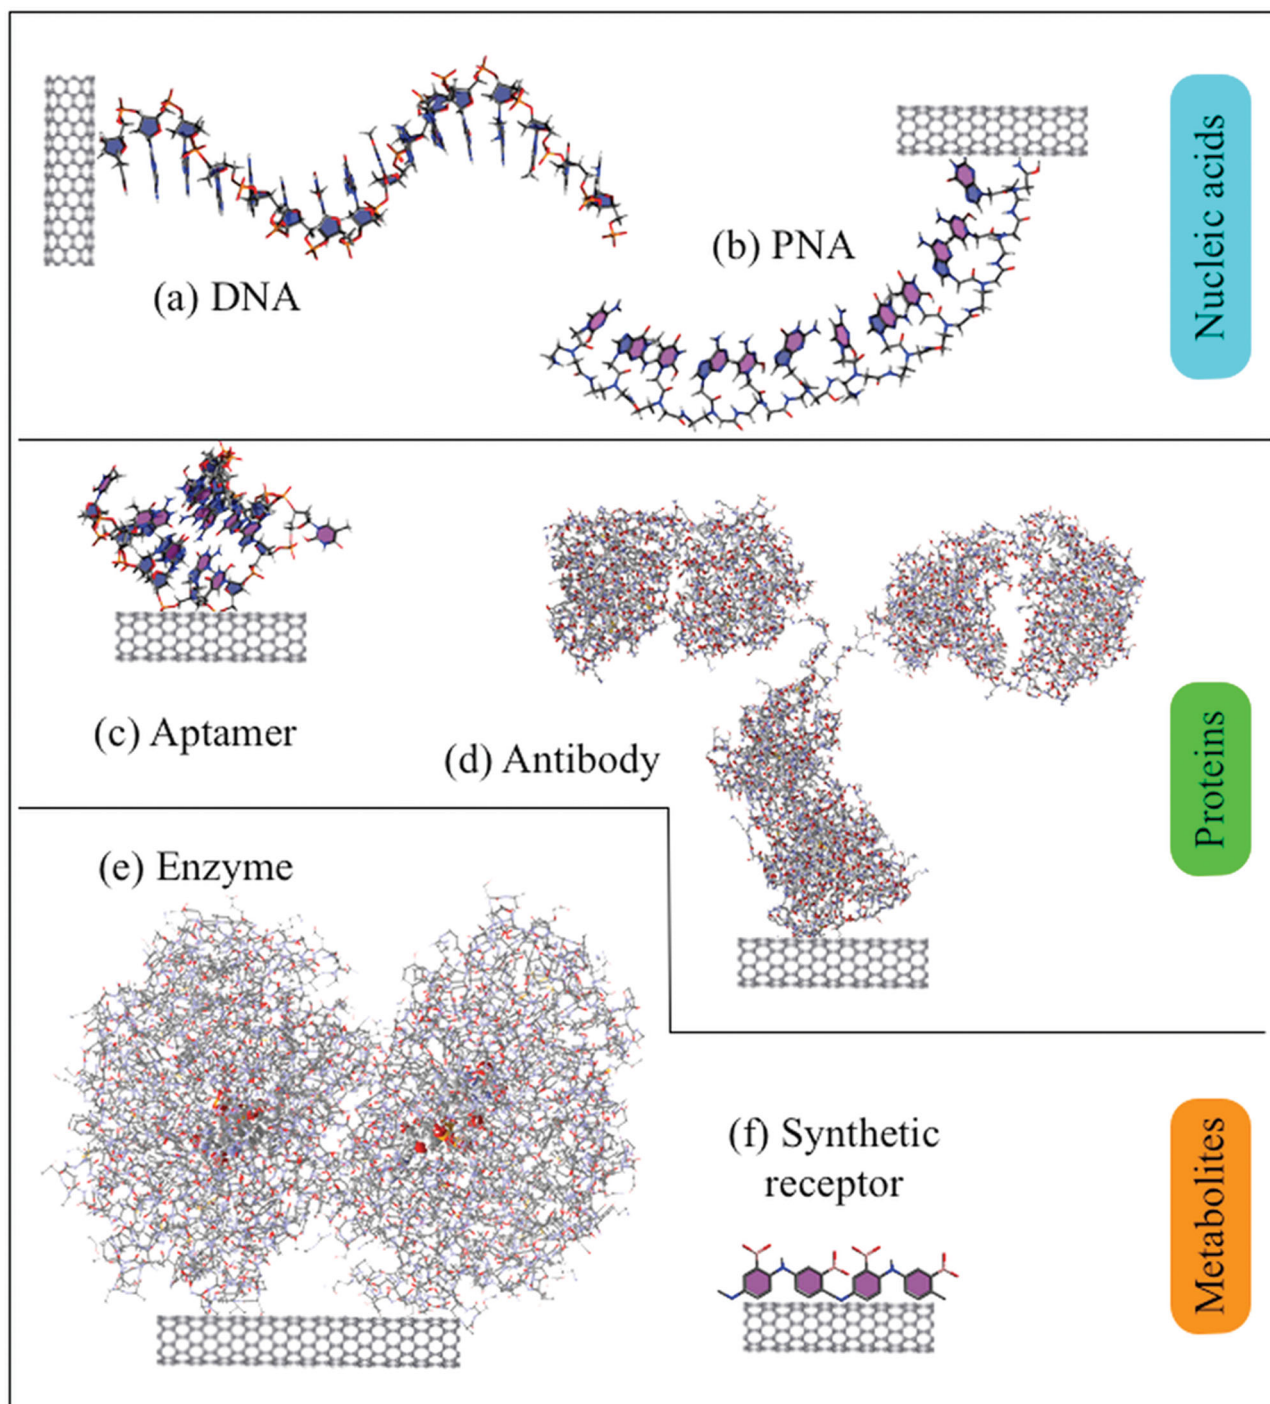 (a) DNA
(b) PNA
Nucleic acids
(c) Aptamer
(d) Antibody
Proteins
(e) Enzyme
(f) Synthetic
receptor
Metabolites